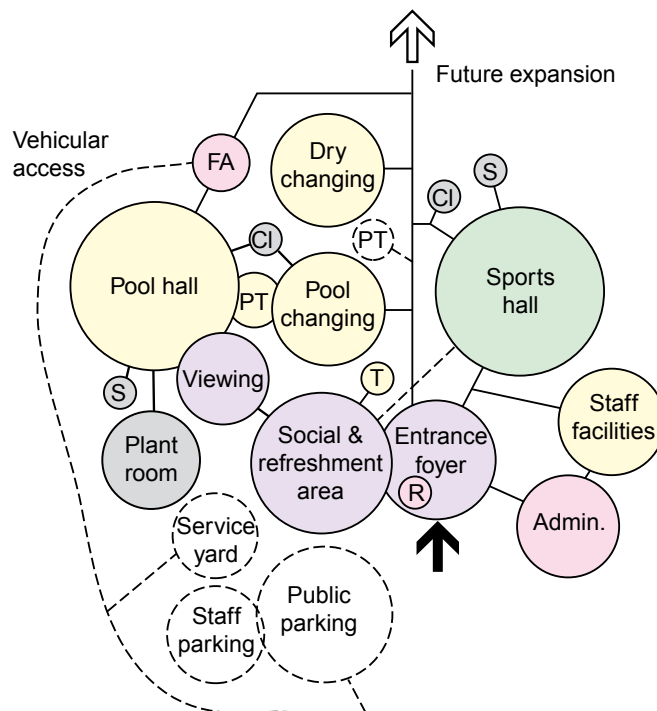 Future expansion
Vehicular
access
FA
Dry
changing
Cl
S
PT
Cl
Pool hall
PT
Pool
changing
Sports
hall
Viewing
T
S
Plant
room
Social &
refreshment
area
Entrance
foyer
R
Staff
facilities
Admin.
Service
yard
Staff
parking
Public
parking